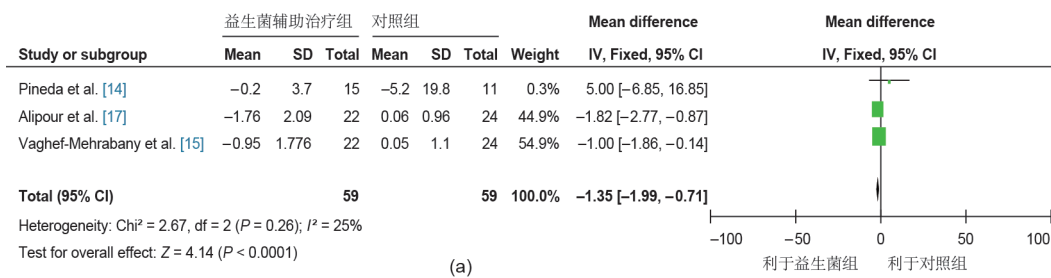 益生菌辅助治疗组 对照组 Mean difference Mean difference
Study or subgroup Mean SD Total Mean SD Total Weight IV, Fixed, 95% CI IV, Fixed, 95% CI
Pineda et al. [14] −0.2 3.7 15 −5.2 19.8 11 0.3% 5.00 [−6.85, 16.85]
Alipour et al. [17] −1.76 2.09 22 0.06 0.96 24 44.9% −1.82 [−2.77, −0.87]
Vaghef-Mehrabany et al. [15] −0.95 1.776 22 0.05 1.1 24 54.9% −1.00 [−1.86, −0.14]
Total (95% CI) 59 59 100.0% −1.35 [−1.99, −0.71]
Heterogeneity: Chi² = 2.67, df = 2 (P = 0.26); I² = 25%
Test for overall effect: Z = 4.14 (P < 0.0001)
−100 −50 0 50 100
利于益生菌组 利于对照组
(a)